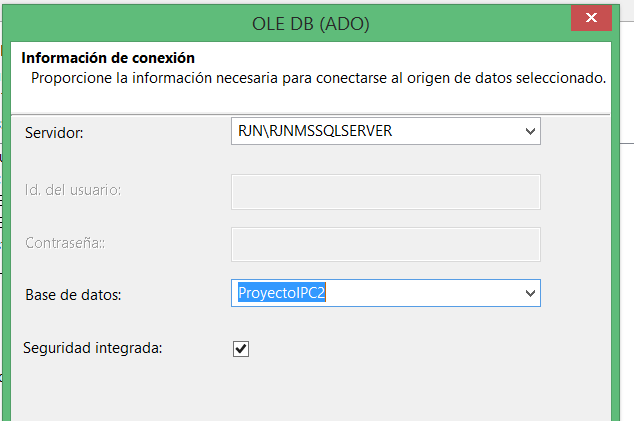 OLE DB (ADO)
Información de conexión
Proporcione la información necesaria para conectarse al origen de datos seleccionado.
Servidor: RJN\RJNMSSQLSERVER
Id. del usuario:
Contraseña::
Base de datos: ProyectoIPC2
Seguridad integrada: